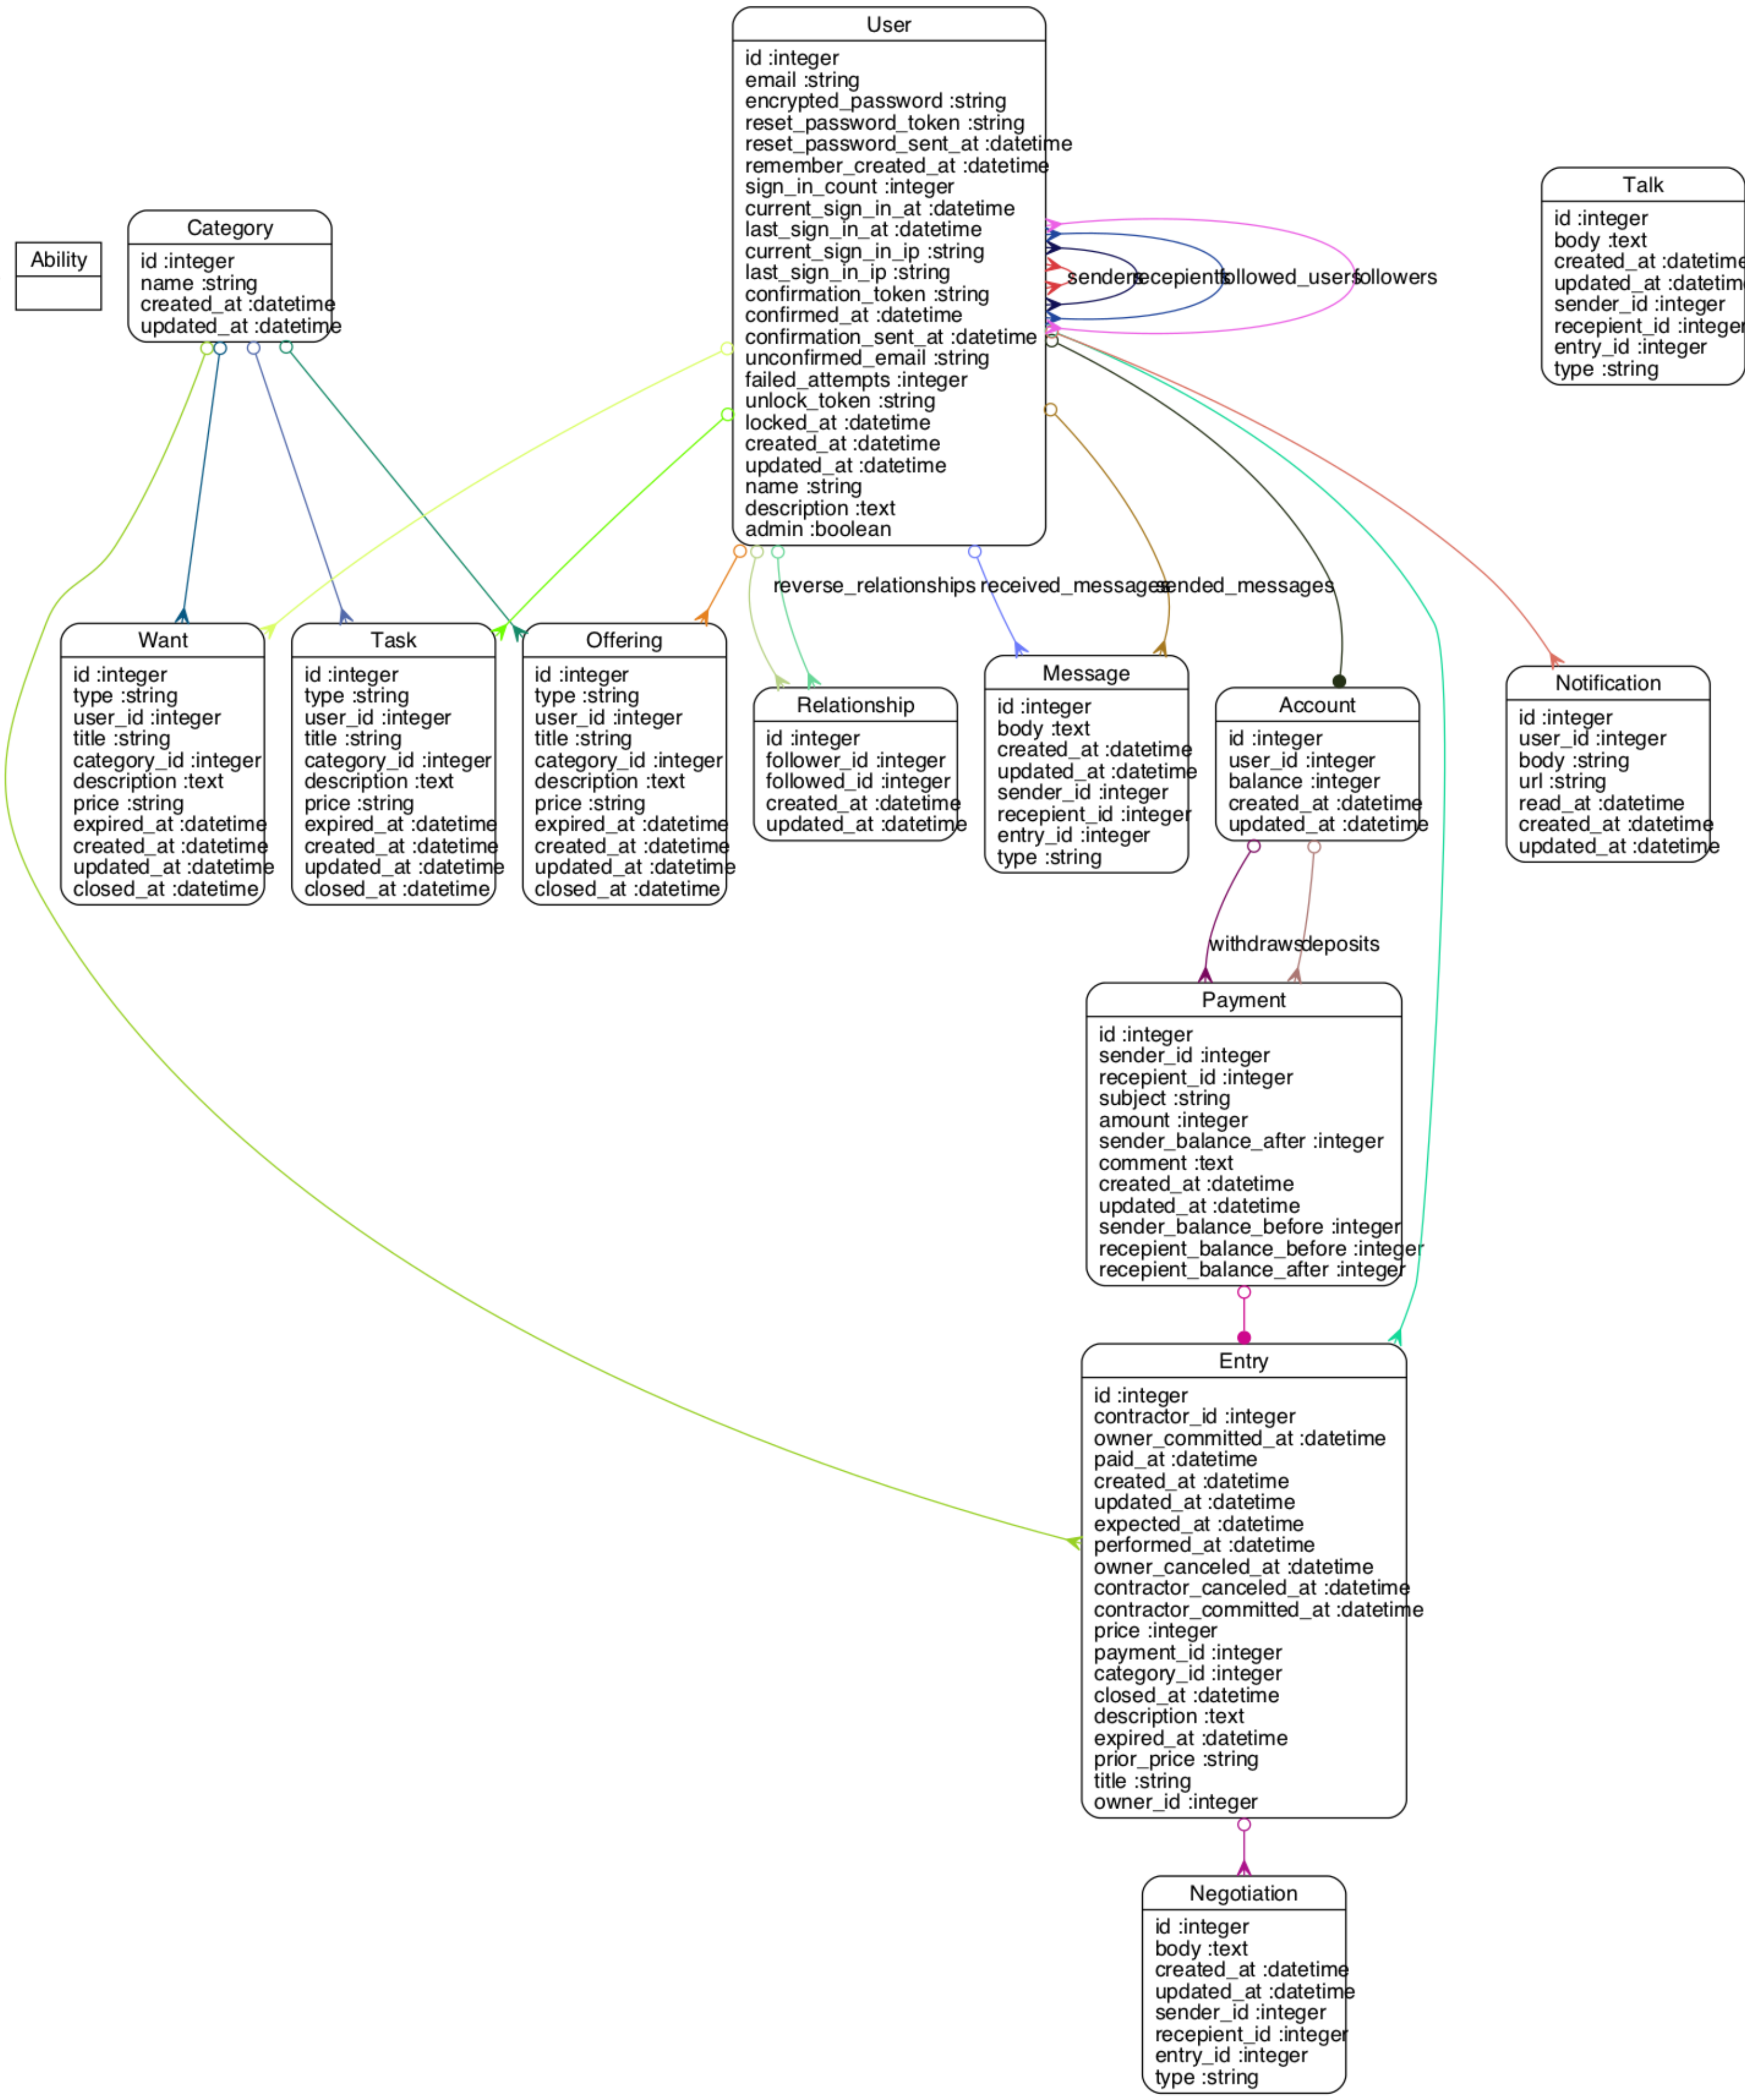 User
id :integer
email :string
encrypted_password :string
reset_password_token :string
reset_password_sent_at :datetime
remember_created_at :datetime
sign_in_count :integer
current_sign_in_at :datetime
last_sign_in_at :datetime
current_sign_in_ip :string
last_sign_in_ip :string
confirmation_token :string
confirmed_at :datetime
confirmation_sent_at :datetime
unconfirmed_email :string
failed_attempts :integer
unlock_token :string
locked_at :datetime
created_at :datetime
updated_at :datetime
name :string
description :text
admin :boolean
senders
recepients
followed_users
followers
Talk
id :integer
body :text
created_at :datetime
updated_at :datetime
sender_id :integer
recepient_id :integer
entry_id :integer
type :string
Ability
Category
id :integer
name :string
created_at :datetime
updated_at :datetime
reverse_relationships
received_messages
sended_messages
Want
id :integer
type :string
user_id :integer
title :string
category_id :integer
description :text
price :string
expired_at :datetime
created_at :datetime
updated_at :datetime
closed_at :datetime
Task
id :integer
type :string
user_id :integer
title :string
category_id :integer
description :text
price :string
expired_at :datetime
created_at :datetime
updated_at :datetime
closed_at :datetime
Offering
id :integer
type :string
user_id :integer
title :string
category_id :integer
description :text
price :string
expired_at :datetime
created_at :datetime
updated_at :datetime
closed_at :datetime
Relationship
id :integer
follower_id :integer
followed_id :integer
created_at :datetime
updated_at :datetime
Message
id :integer
body :text
created_at :datetime
updated_at :datetime
sender_id :integer
recepient_id :integer
entry_id :integer
type :string
Account
id :integer
user_id :integer
balance :integer
created_at :datetime
updated_at :datetime
Notification
id :integer
user_id :integer
body :string
url :string
read_at :datetime
created_at :datetime
updated_at :datetime
withdraws
deposits
Payment
id :integer
sender_id :integer
recepient_id :integer
subject :string
amount :integer
sender_balance_after :integer
comment :text
created_at :datetime
updated_at :datetime
sender_balance_before :integer
recepient_balance_before :integer
recepient_balance_after :integer
Entry
id :integer
contractor_id :integer
owner_committed_at :datetime
paid_at :datetime
created_at :datetime
updated_at :datetime
expected_at :datetime
performed_at :datetime
owner_canceled_at :datetime
contractor_canceled_at :datetime
contractor_committed_at :datetime
price :integer
payment_id :integer
category_id :integer
closed_at :datetime
description :text
expired_at :datetime
prior_price :string
title :string
owner_id :integer
Negotiation
id :integer
body :text
created_at :datetime
updated_at :datetime
sender_id :integer
recepient_id :integer
entry_id :integer
type :string